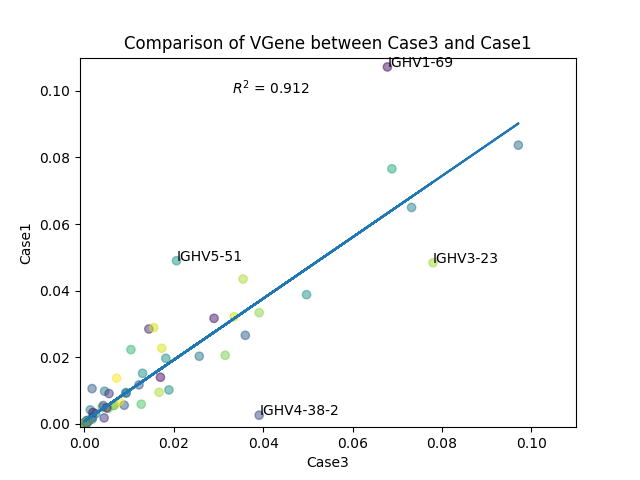 Comparison of VGene between Case3 and Case1
IGHV1-69
R² = 0.912
IGHV5-51
IGHV3-23
IGHV4-38-2
Case1
0.10
0.08
0.06
0.04
0.02
0.00
0.00 0.02 0.04 0.06 0.08 0.10
Case3